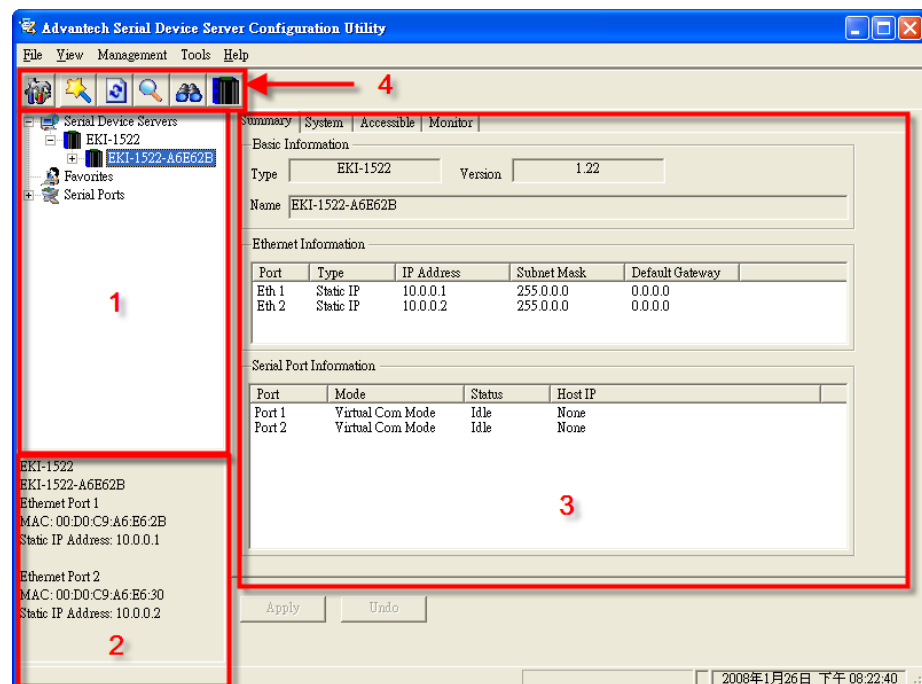 Advantech Serial Device Server Configuration Utility
File View Management Tools Help
4
Serial Device Servers
EKI-1522
EKI-1522-A6E62B
Favorites
Serial Ports
1
EKI-1522
EKI-1522-A6E62B
Ethernet Port 1
MAC: 00:D0:C9:A6:E6:2B
Static IP Address: 10.0.0.1
Ethernet Port 2
MAC: 00:D0:C9:A6:E6:30
Static IP Address: 10.0.0.2
2
Summary System Accessible Monitor
Basic Information
Type EKI-1522 Version 1.22
Name EKI-1522-A6E62B
Ethernet Information
Port Type IP Address Subnet Mask Default Gateway
Eth 1 Static IP 10.0.0.1 255.0.0.0 0.0.0.0
Eth 2 Static IP 10.0.0.2 255.0.0.0 0.0.0.0
Serial Port Information
Port Mode Status Host IP
Port 1 Virtual Com Mode Idle None
Port 2 Virtual Com Mode Idle None
3
Apply Undo
2008年1月26日 下午 08:22:40